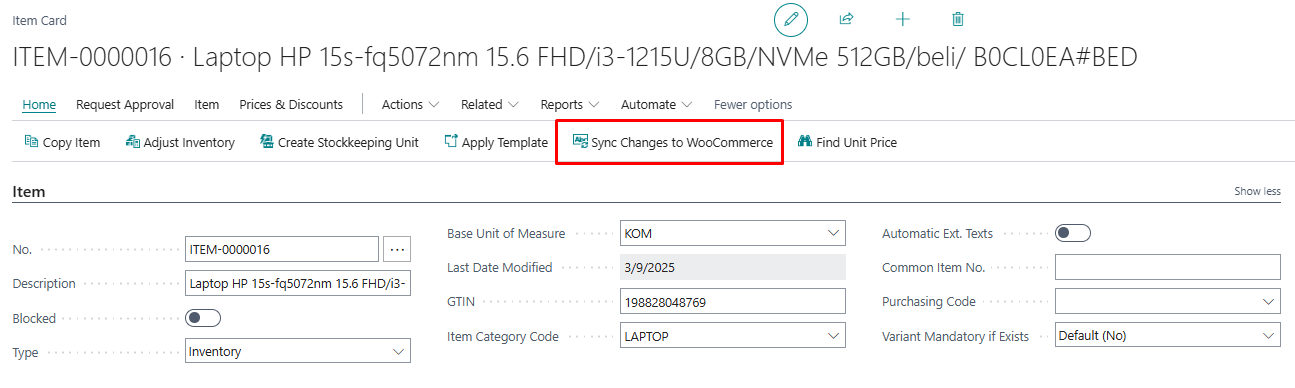 Item Card
ITEM-0000016 · Laptop HP 15s-fq5072nm 15.6 FHD/i3-1215U/8GB/NVMe 512GB/beli/ B0CL0EA#BED
Home Request Approval Item Prices & Discounts Actions Related Reports Automate Fewer options
Copy Item Adjust Inventory Create Stockkeeping Unit Apply Template Sync Changes to WooCommerce Find Unit Price
Item Show less
No. ITEM-0000016 ...
Description Laptop HP 15s-fq5072nm 15.6 FHD/i3-
Blocked
Type Inventory
Base Unit of Measure KOM
Last Date Modified 3/9/2025
GTIN 198828048769
Item Category Code LAPTOP
Automatic Ext. Texts
Common Item No.
Purchasing Code
Variant Mandatory if Exists Default (No)